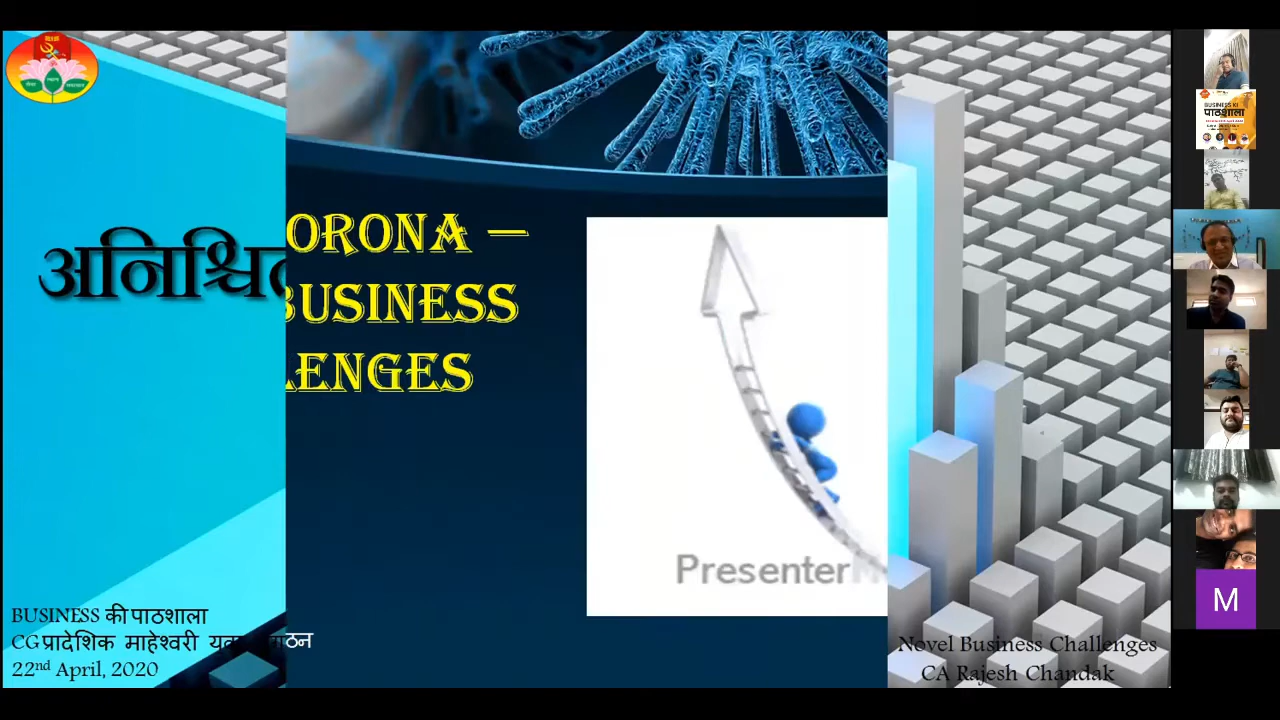 अनिश्चित
ORONA –
BUSINESS
LENGES
Presenter
BUSINESS की पाठशाला
CG प्रादेशिक माहेश्वरी
22nd April, 2020
Novel Business Challenges
CA Rajesh Chandak
BUSINESS KI
पाठशाला
M